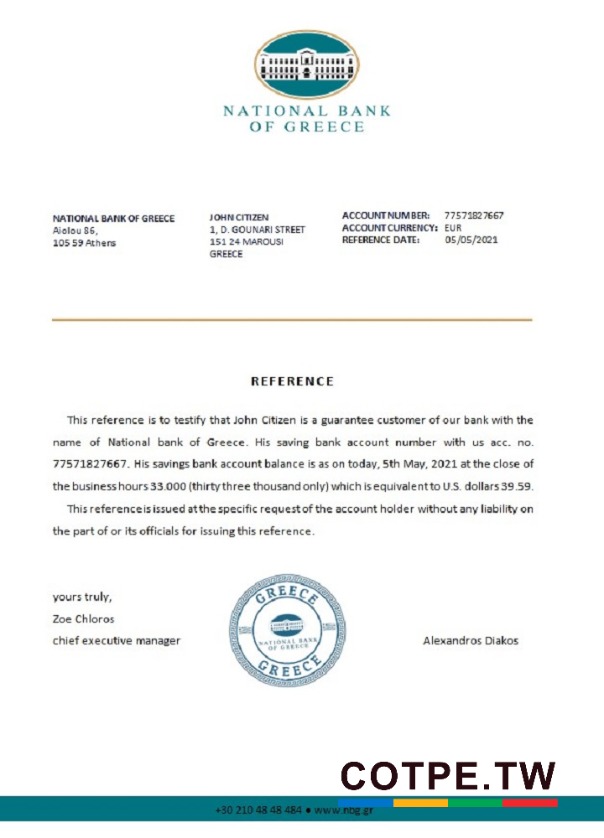 NATIONAL BANK
OF GREECE
NATIONAL BANK OF GREECE
Aiolou 86,
105 59 Athens
JOHN CITIZEN
1, D. GOUNARI STREET
151 24 MAROUSI
GREECE
ACCOUNT NUMBER: 77571827667
ACCOUNT CURRENCY: EUR
REFERENCE DATE: 05/05/2021
REFERENCE
This reference is to testify that John Citizen is a guarantee customer of our bank with the
name of National bank of Greece. His saving bank account number with us acc. no.
77571827667. His savings bank account balance is as on today, 5th May, 2021 at the close of
the business hours 33.000 (thirty three thousand only) which is equivalent to U.S. dollars 39.59.
This reference is issued at the specific request of the account holder without any liability on
the part of or its officials for issuing this reference.
yours truly,
Zoe Chloros
chief executive manager
GREECE
NATIONAL BANK
OF GREECE
GREECE
Alexandros Diakos
COTPE.TW
+30 210 48 48 484 ● www.nbg.gr